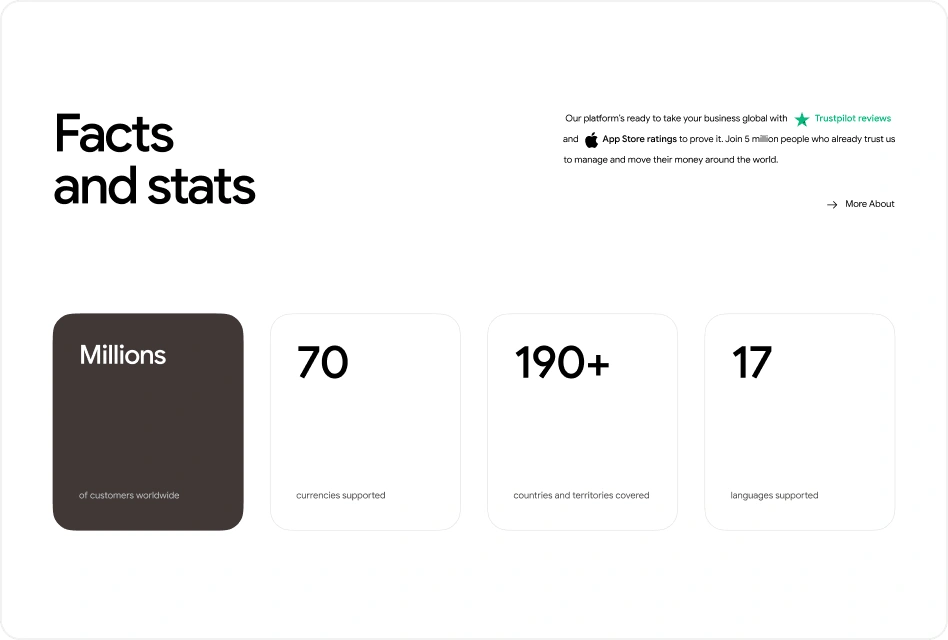 Facts
and stats
Our platform's ready to take your business global with Trustpilot reviews
and App Store ratings to prove it. Join 5 million people who already trust us
to manage and move their money around the world.
More About
Millions
of customers worldwide
70
currencies supported
190+
countries and territories covered
17
languages supported